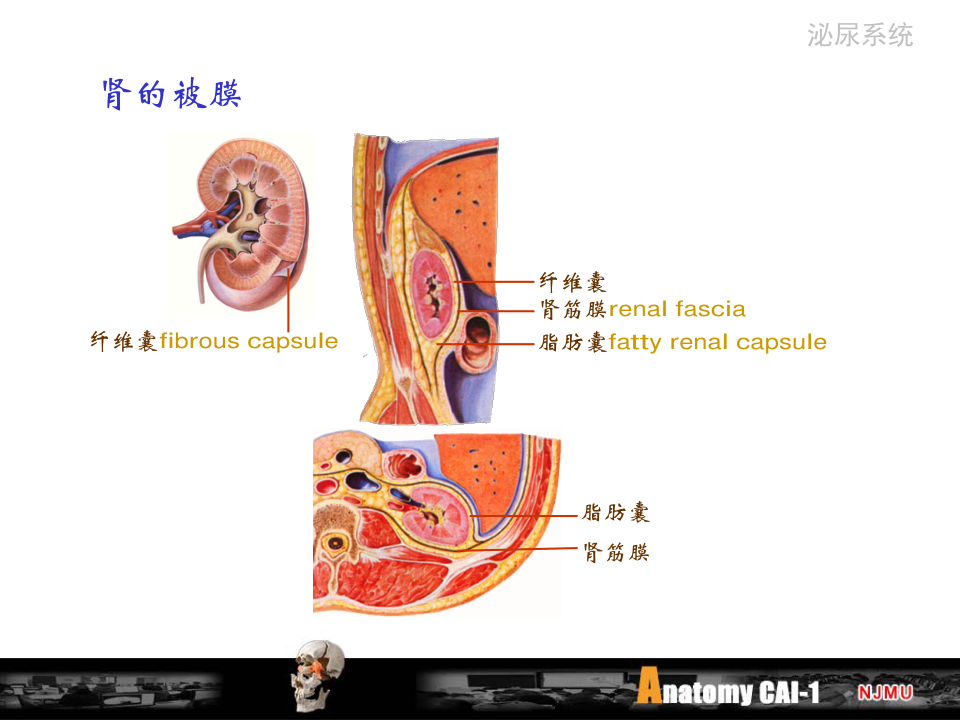 泌尿系统
肾的被膜
纤维囊
肾筋膜renal fascia
纤维囊fibrous capsule
脂肪囊fatty renal capsule
脂肪囊
肾筋膜
Anatomy CAI-1
NJMU